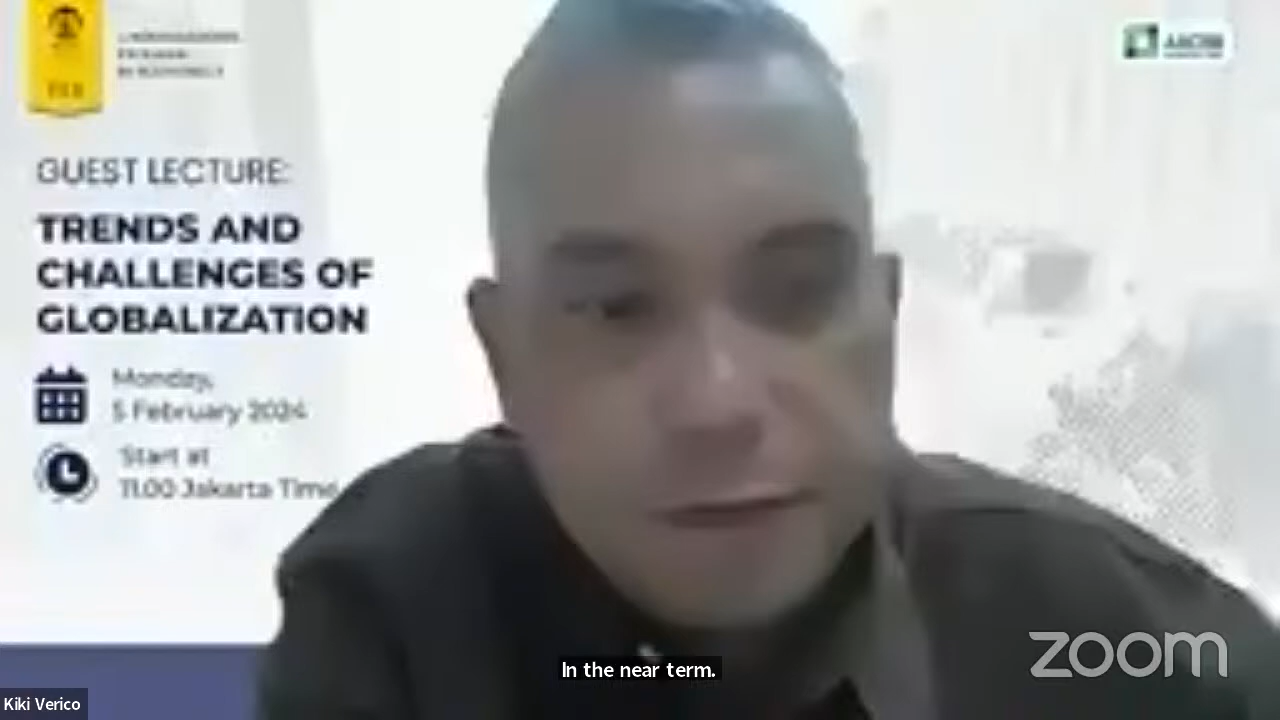 GUEST LECTURE:
TRENDS AND
CHALLENGES OF
GLOBALIZATION
Monday,
5 February 2024
Start at
11.00 Jakarta Time
In the near term.
zoom
Kiki Verico